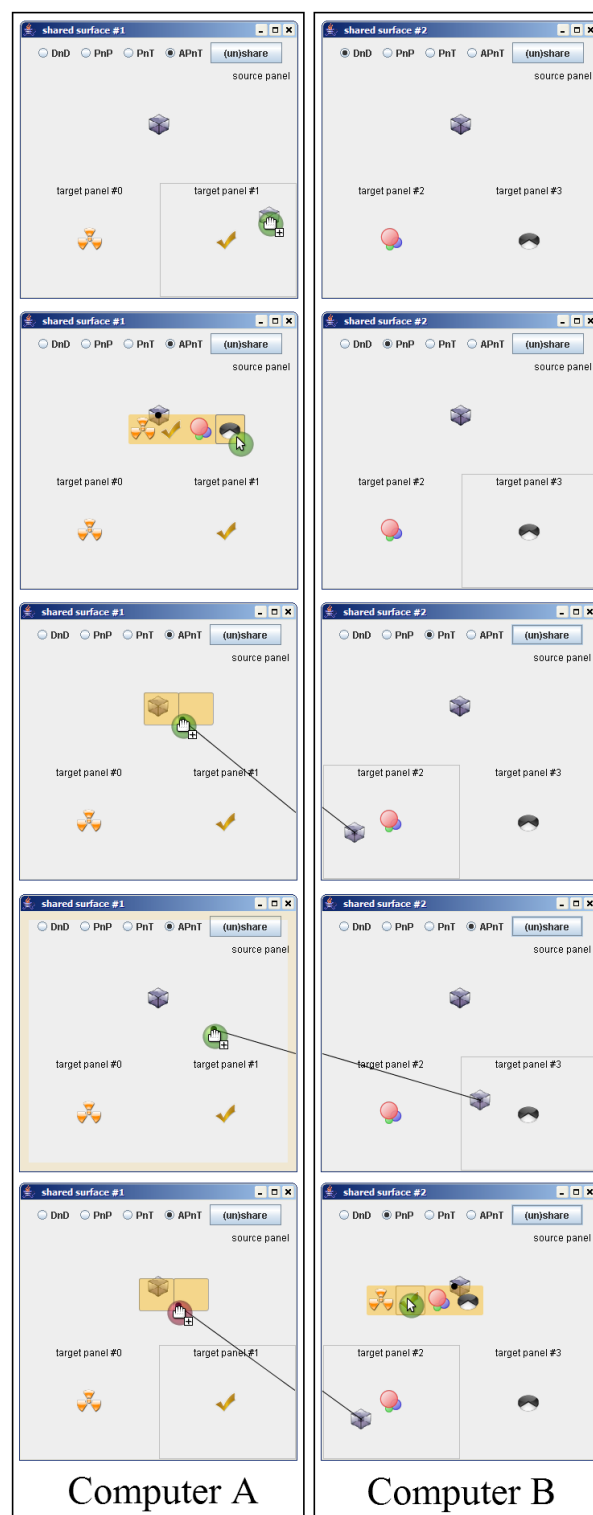 shared surface #1
DnD PnP PnT APnT (un)share
source panel
target panel #0 target panel #1
shared surface #2
DnD PnP PnT APnT (un)share
source panel
target panel #2 target panel #3
shared surface #1
DnD PnP PnT APnT (un)share
source panel
target panel #0 target panel #1
shared surface #2
DnD PnP PnT APnT (un)share
source panel
target panel #2 target panel #3
shared surface #1
DnD PnP PnT APnT (un)share
source panel
target panel #0 target panel #1
shared surface #2
DnD PnP PnT APnT (un)share
source panel
target panel #2 target panel #3
shared surface #1
DnD PnP PnT APnT (un)share
source panel
target panel #0 target panel #1
shared surface #2
DnD PnP PnT APnT (un)share
source panel
target panel #2 target panel #3
shared surface #1
DnD PnP PnT APnT (un)share
source panel
target panel #0 target panel #1
shared surface #2
DnD PnP PnT APnT (un)share
source panel
target panel #2 target panel #3
Computer A Computer B